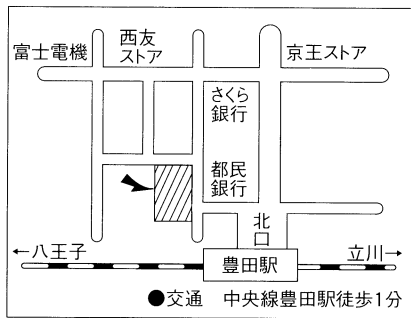 富士電機
西友
ストア
京王ストア
さくら
銀行
都民
銀行
北口
←八王子
豊田駅
立川→
●交通 中央線豊田駅徒歩1分